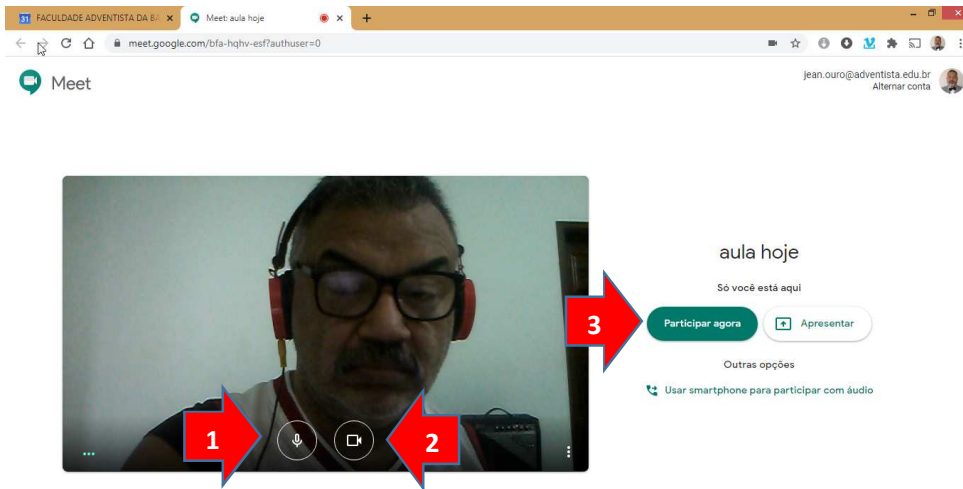 FACULDADE ADVENTISTA DA BA
Meet: aula hoje
meet.google.com/bfa-hqhv-esf?authuser=0
Meet
jean.ouro@adventista.edu.br
Alternar conta
aula hoje
Só você está aqui
3
Participar agora
Apresentar
Outras opções
Usar smartphone para participar com áudio
1
2